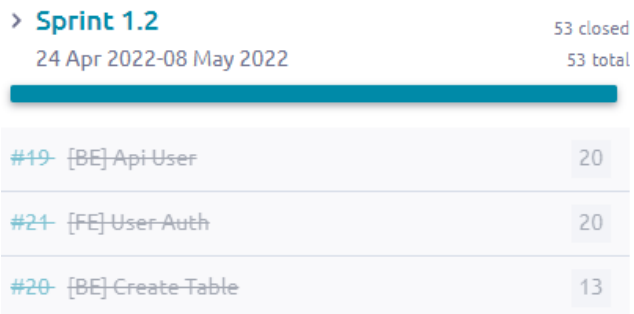 Sprint 1.2
53 closed
24 Apr 2022-08 May 2022
53 total
#19 [BE] Api User 20
#21 [FE] User Auth 20
#20 [BE] Create Table 13